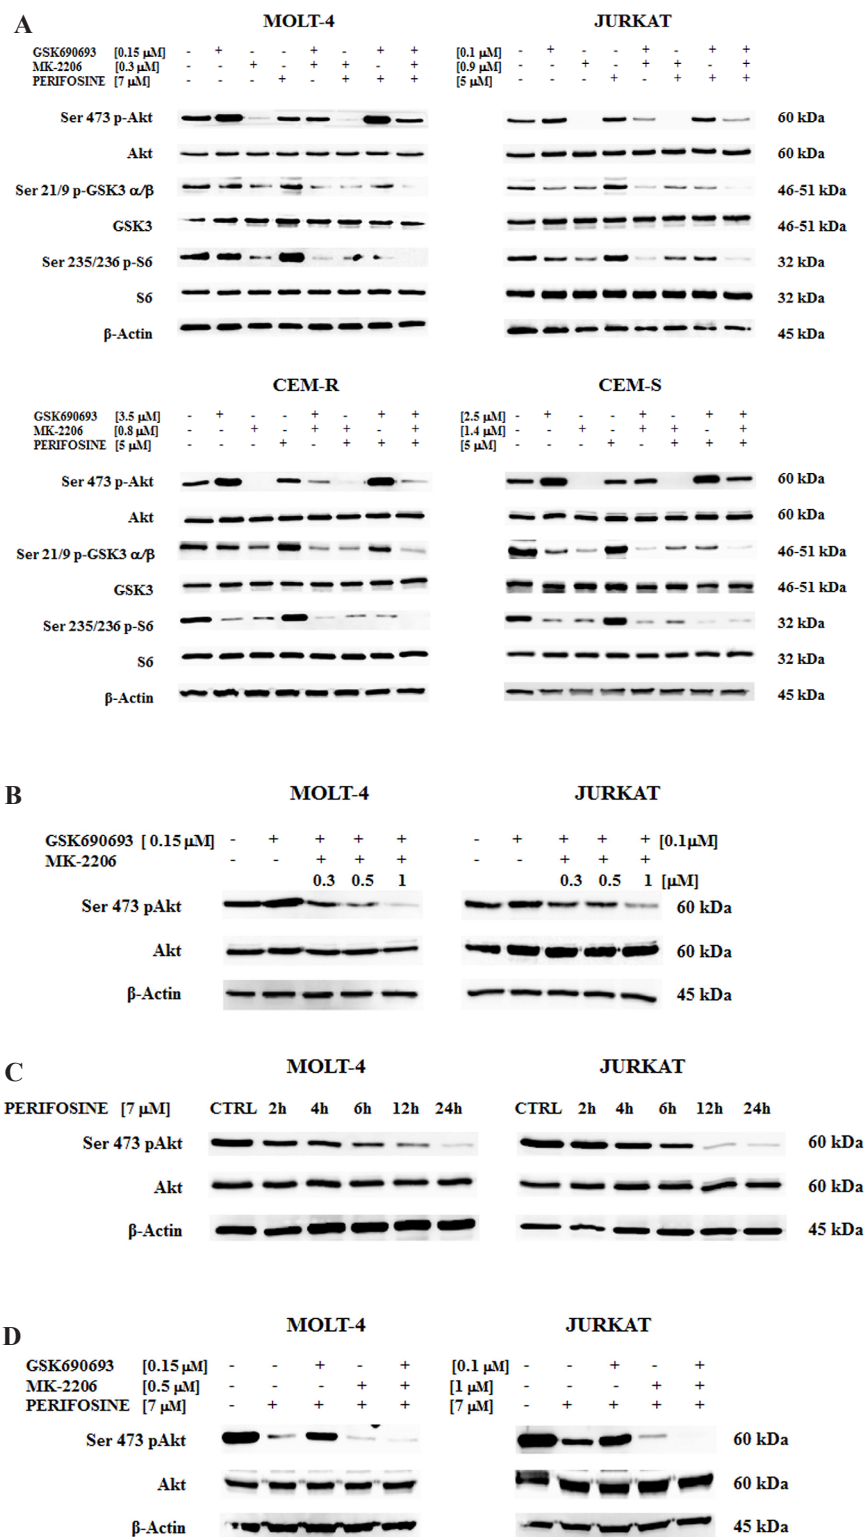 A
MOLT-4 JURKAT
GSK690693 [0.15 µM] - + - - + - + + [0.1 µM] - + - - + - + +
MK-2206 [0.3 µM] - - + - + + - + [0.9 µM] - - + - + + - +
PERIFOSINE [7 µM] - - - + - + + + [5 µM] - - - + - + + +
Ser 473 p-Akt 60 kDa
Akt 60 kDa
Ser 21/9 p-GSK3 α/β 46-51 kDa
GSK3 46-51 kDa
Ser 235/236 p-S6 32 kDa
S6 32 kDa
β-Actin 45 kDa
CEM-R CEM-S
GSK690693 [3.5 µM] - + - - + - + + [2.5 µM] - + - - + - + +
MK-2206 [0.8 µM] - - + - + + - + [1.4 µM] - - + - + + - +
PERIFOSINE [5 µM] - - - + - + + + [5 µM] - - - + - + + +
Ser 473 p-Akt 60 kDa
Akt 60 kDa
Ser 21/9 p-GSK3 α/β 46-51 kDa
GSK3 46-51 kDa
Ser 235/236 p-S6 32 kDa
S6 32 kDa
β-Actin 45 kDa
B
MOLT-4 JURKAT
GSK690693 [ 0.15 µM] - + + + + - + + + + [0.1µM]
MK-2206 - - + + + - - + + +
0.3 0.5 1 0.3 0.5 1 [µM]
Ser 473 pAkt 60 kDa
Akt 60 kDa
β-Actin 45 kDa
C
MOLT-4 JURKAT
PERIFOSINE [7 µM] CTRL 2h 4h 6h 12h 24h CTRL 2h 4h 6h 12h 24h
Ser 473 pAkt 60 kDa
Akt 60 kDa
β-Actin 45 kDa
D
MOLT-4 JURKAT
GSK690693 [0.15 µM] - - + - + [0.1 µM] - - + - +
MK-2206 [0.5 µM] - - - + + [1 µM] - - - + +
PERIFOSINE [7 µM] - + + + + [7 µM] - + + + +
Ser 473 pAkt 60 kDa
Akt 60 kDa
β-Actin 45 kDa